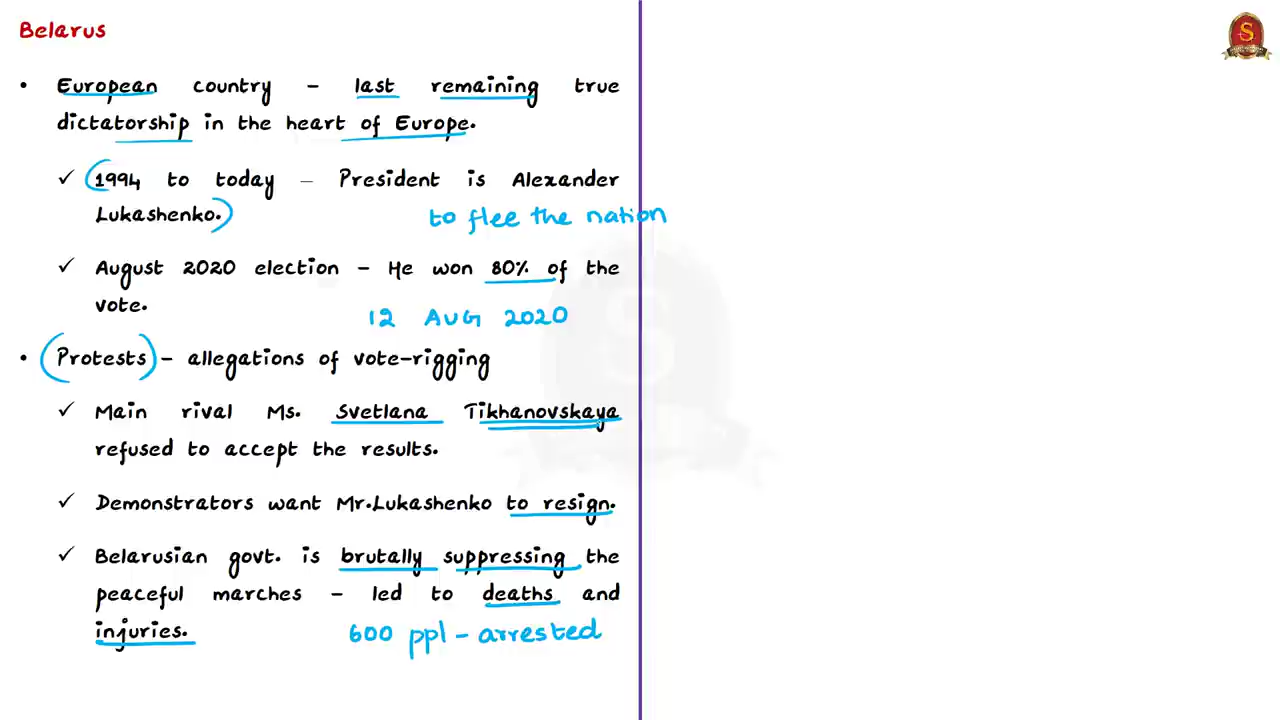 Belarus
• European country – last remaining true
dictatorship in the heart of Europe.
✓ 1994 to today – President is Alexander
Lukashenko.
to flee the nation
✓ August 2020 election – He won 80% of the
vote.
12 AUG 2020
• Protests – allegations of vote-rigging
✓ Main rival Ms. Svetlana Tikhanovskaya
refused to accept the results.
✓ Demonstrators want Mr.Lukashenko to resign.
✓ Belarusian govt. is brutally suppressing the
peaceful marches – led to deaths and
injuries.
600 ppl – arrested
S